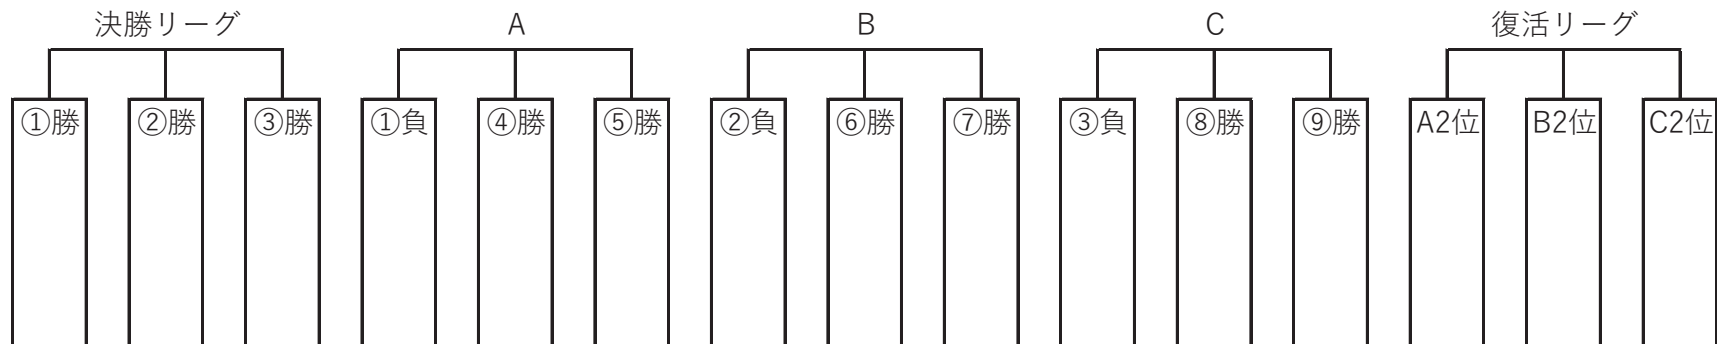 決勝リーグ A B C 復活リーグ
①勝 ②勝 ③勝 ①負 ④勝 ⑤勝 ②負 ⑥勝 ⑦勝 ③負 ⑧勝 ⑨勝 A2位 B2位 C2位